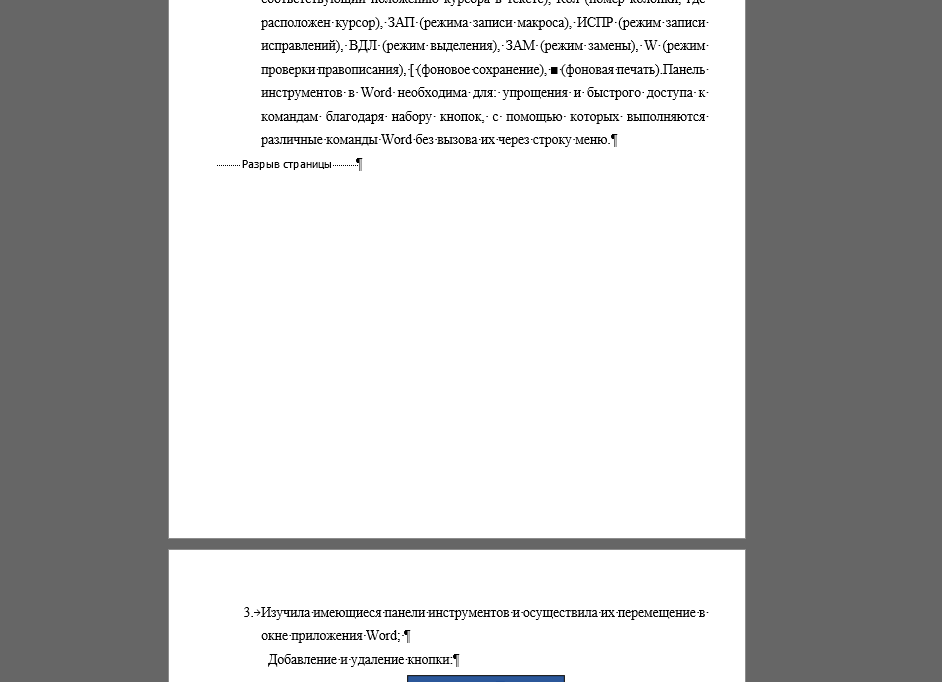 соответствующий положению курсора в тексте), Кол (номер колонки, где
расположен курсор), ЗАП (режима записи макроса), ИСПР (режим записи
исправлений), ВДЛ (режим выделения), ЗАМ (режим замены), W (режим
проверки правописания), [ (фоновое сохранение), ■ (фоновая печать).Панель
инструментов в Word необходима для: упрощения и быстрого доступа к
командам благодаря набору кнопок, с помощью которых выполняются
различные команды Word без вызова их через строку меню.¶
Разрыв страницы¶
3.→Изучила имеющиеся панели инструментов и осуществила их перемещение в
окне приложения Word; ¶
Добавление и удаление кнопки:¶